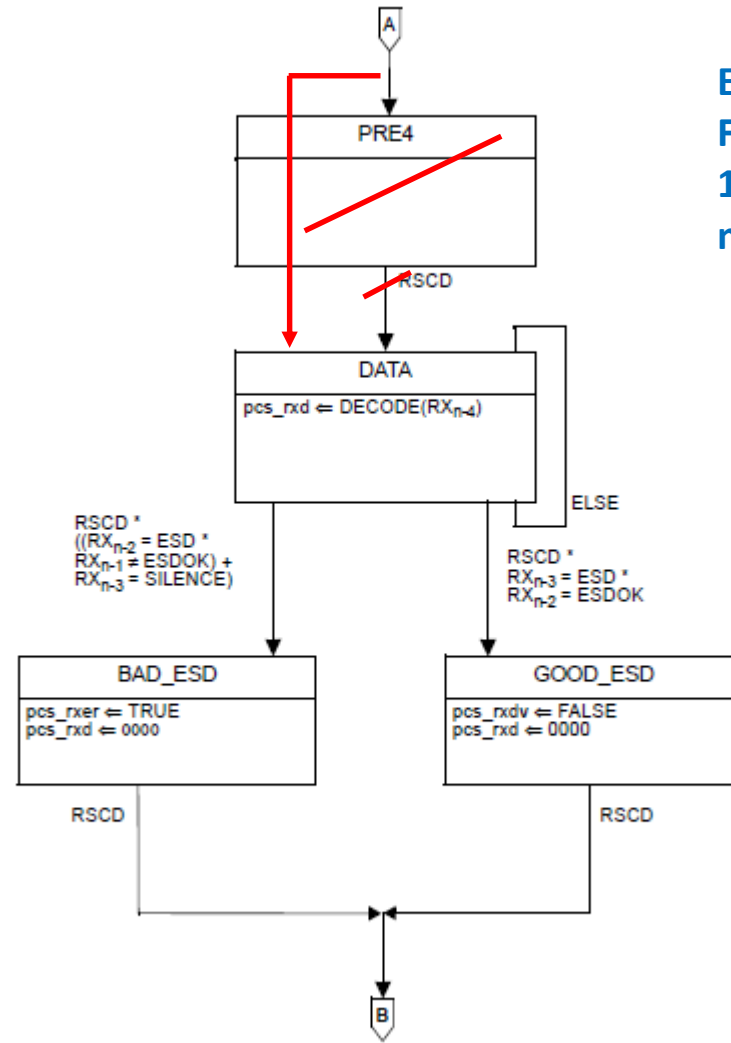 A
PRE4
RSCD
DATA
pcs_rxd ⇐ DECODE(RXn-4)
ELSE
RSCD *
((RXn-2 = ESD *
RXn-1 ≠ ESDOK) +
RXn-3 = SILENCE)
RSCD *
RXn-3 = ESD *
RXn-2 = ESDOK
BAD_ESD
pcs_rxer ⇐ TRUE
pcs_rxd ⇐ 0000
GOOD_ESD
pcs_rxdv ⇐ FALSE
pcs_rxd ⇐ 0000
RSCD
RSCD
B